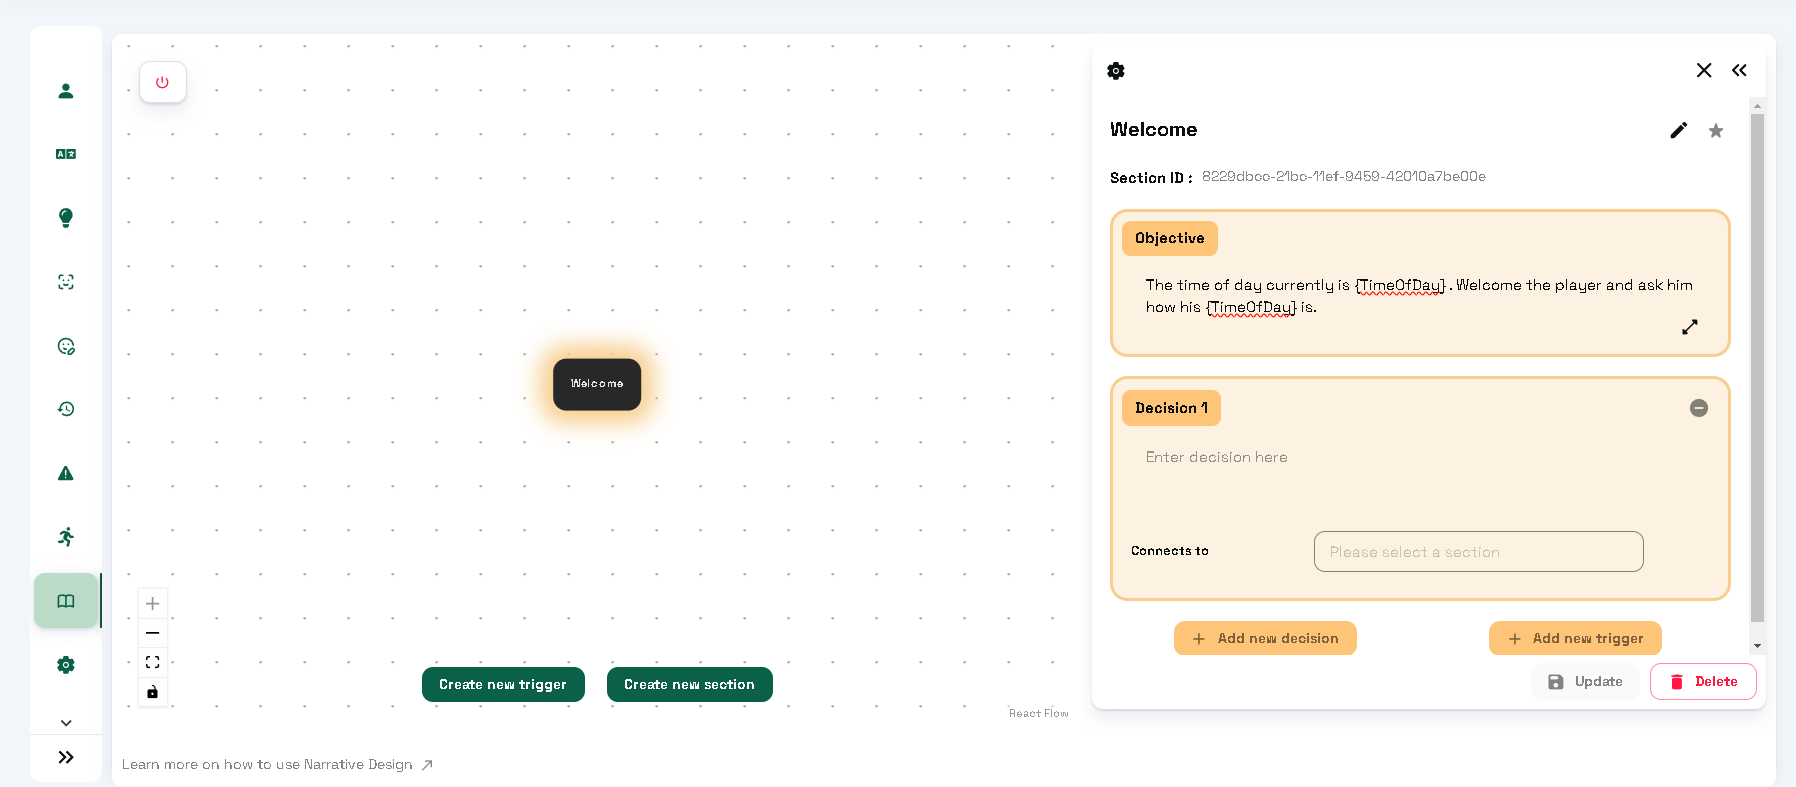 Welcome
Section ID : 8229dbcc-21bc-11ef-9459-42010a7be00e
Objective
The time of day currently is {TimeOfDay}. Welcome the player and ask him
how his {TimeOfDay} is.
Welcome
Decision 1
Enter decision here
Connects to
Please select a section
+ Add new decision
+ Add new trigger
Create new trigger
Create new section
Update
Delete
React Flow
Learn more on how to use Narrative Design